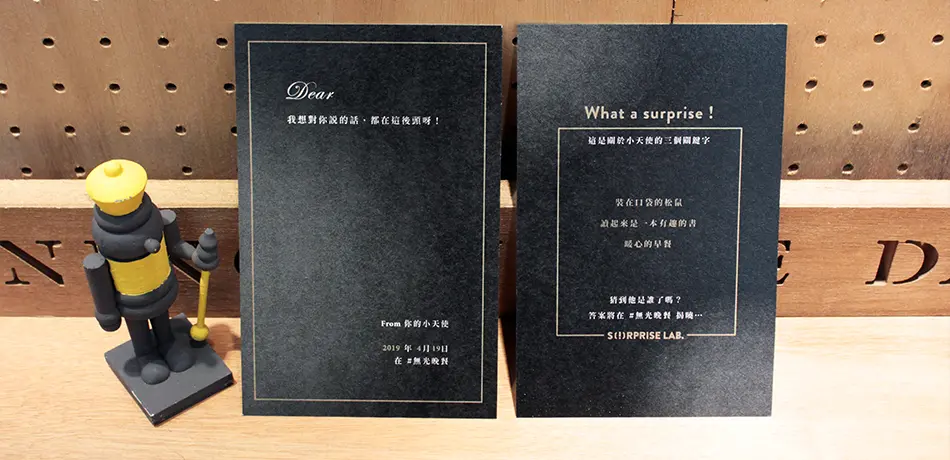 Dear
我想對你說的話，都在這後頭呀！
From 你的小天使
2019 年 4月19日
在 #無光晚餐
What a surprise !
這是關於小天使的三個關鍵字
裝在口袋的松鼠
讀起來是一本有趣的書
暖心的早餐
猜到他是誰了嗎？
答案將在 #無光晚餐 揭曉…
S(!)RPRISE LAB.
N
E D